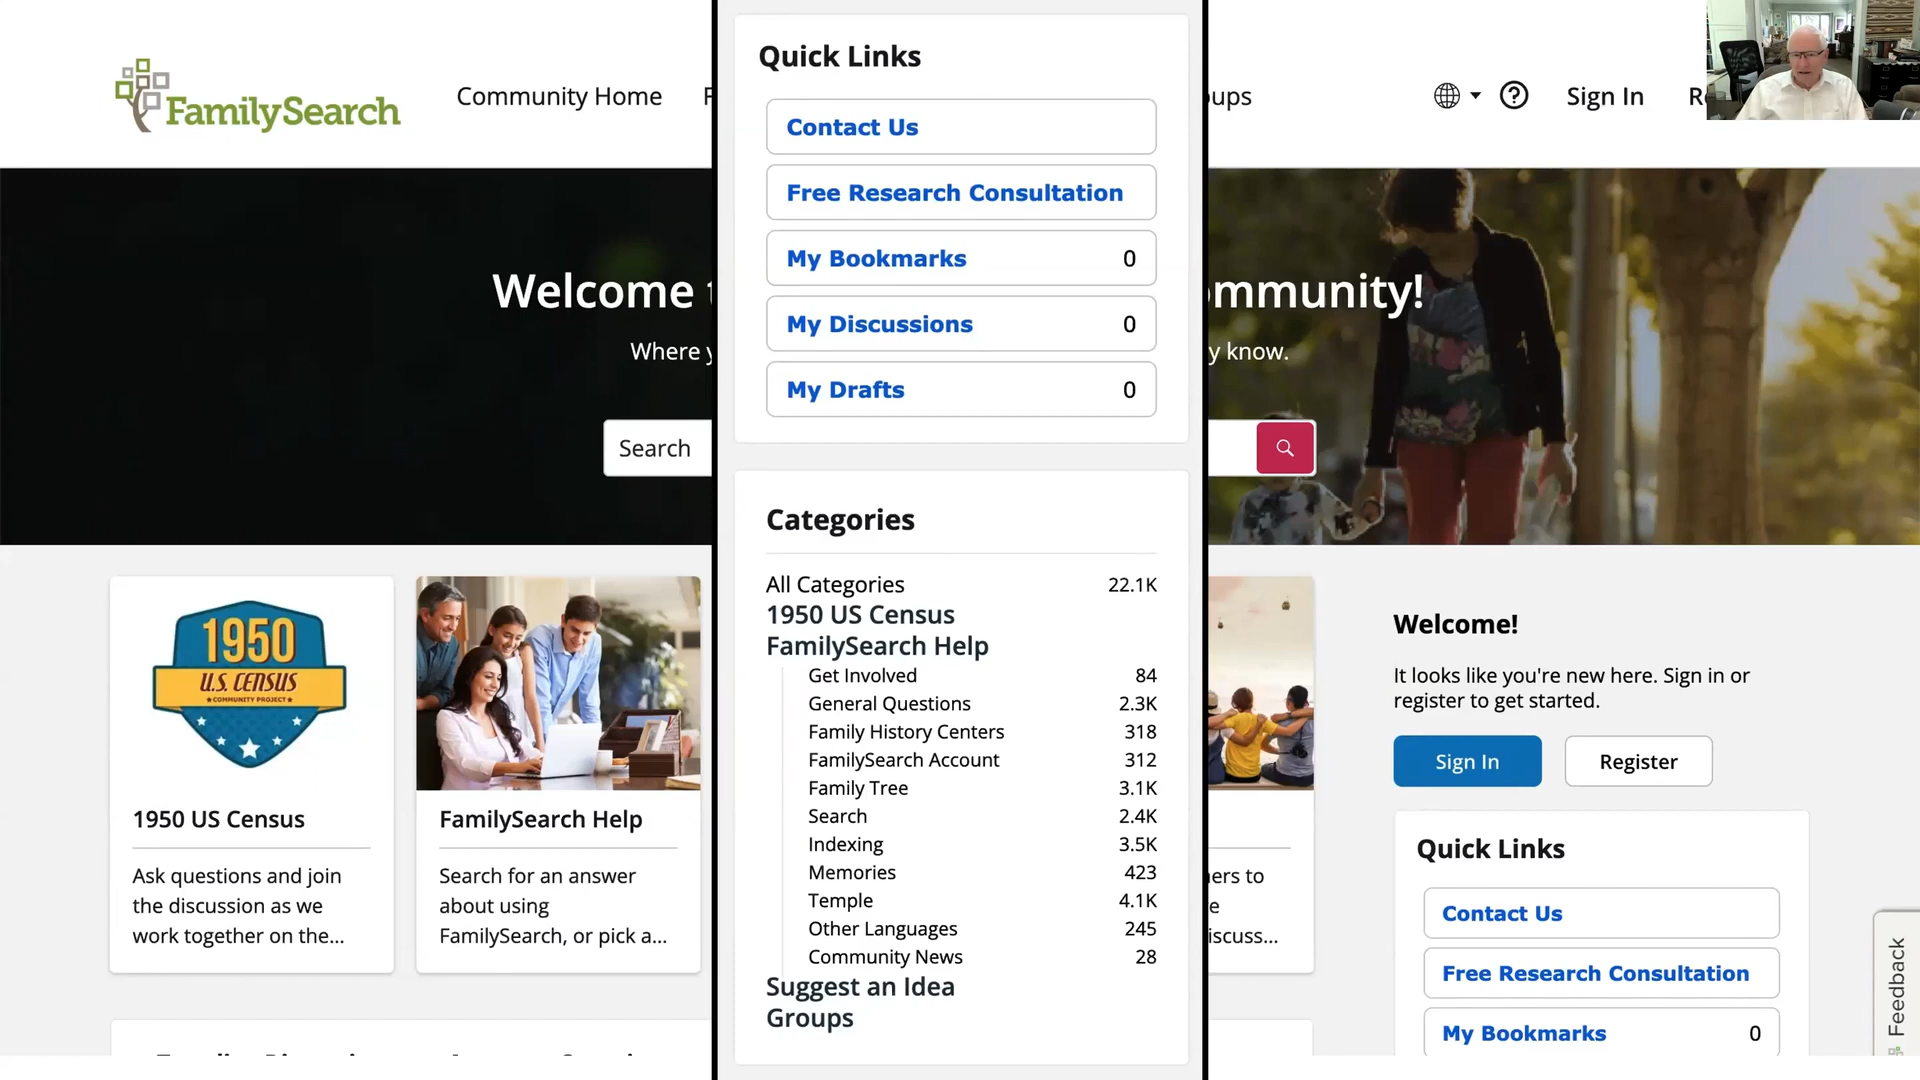 FamilySearch
Community Home
Sign In
Welcome
ommunity!
Where
know.
Search
Quick Links
Contact Us
Free Research Consultation
My Bookmarks 0
My Discussions 0
My Drafts 0
Categories
All Categories 22.1K
1950 US Census
FamilySearch Help
Get Involved 84
General Questions 2.3K
Family History Centers 318
FamilySearch Account 312
Family Tree 3.1K
Search 2.4K
Indexing 3.5K
Memories 423
Temple 4.1K
Other Languages 245
Community News 28
Suggest an Idea
Groups
1950
U.S. CENSUS
★COMMUNITY PROJECT★
1950 US Census
Ask questions and join
the discussion as we
work together on the...
FamilySearch Help
Search for an answer
about using
FamilySearch, or pick a...
ers to
e
iscuss...
Welcome!
It looks like you're new here. Sign in or
register to get started.
Sign In
Register
Quick Links
Contact Us
Free Research Consultation
My Bookmarks 0
Feedback